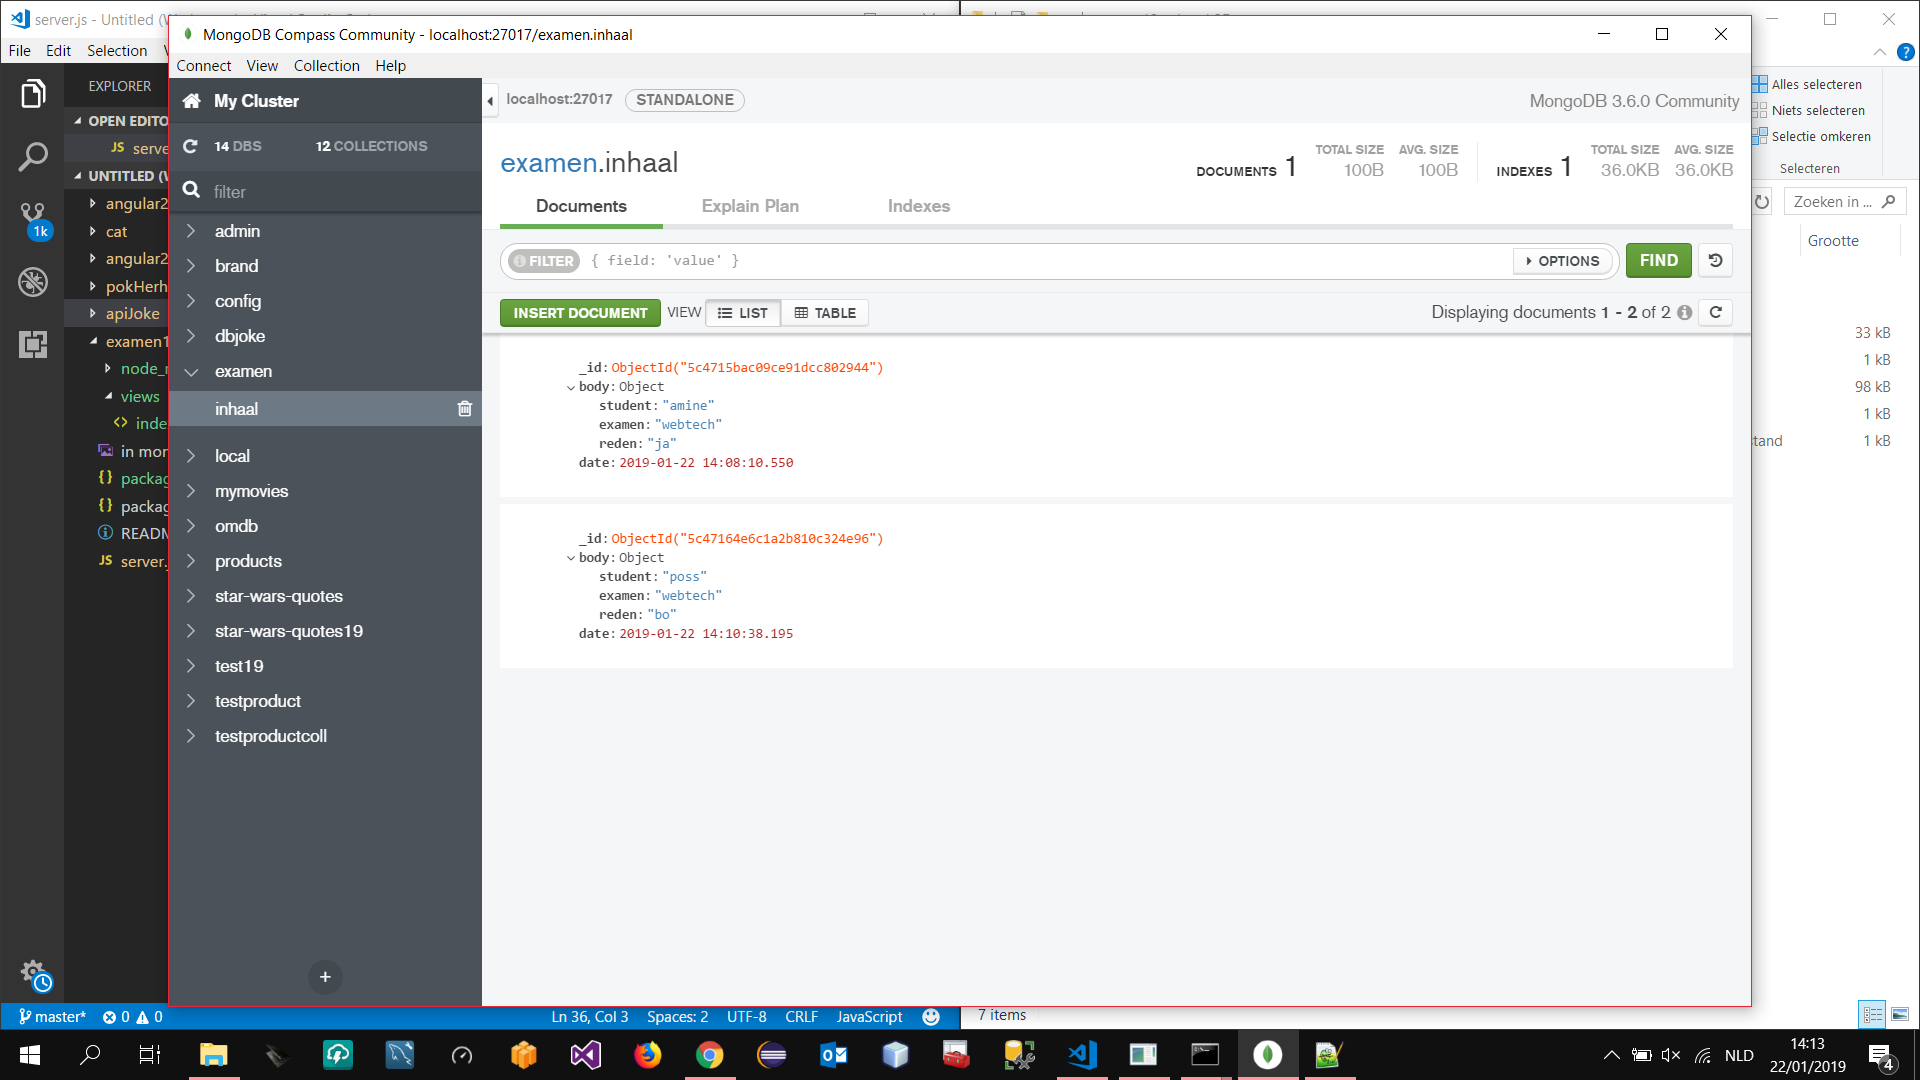 server.js - Untitled (W
File Edit Selection
EXPLORER
OPEN EDITO
JS serve
UNTITLED (W
angular2
cat
angular2
pokHerh
apiJoke
examen1
node_r
views
<> inde
in mon
{} packag
{} packag
READM
JS server.
1k
master* 0 0
Ln 36, Col 3 Spaces: 2 UTF-8 CRLF JavaScript
MongoDB Compass Community - localhost:27017/examen.inhaal
Connect View Collection Help
My Cluster
14 DBS 12 COLLECTIONS
filter
admin
brand
config
dbjoke
examen
inhaal
local
mymovies
omdb
products
star-wars-quotes
star-wars-quotes19
test19
testproduct
testproductcoll
+
localhost:27017 STANDALONE
MongoDB 3.6.0 Community
examen.inhaal
DOCUMENTS 1 TOTAL SIZE 100B AVG. SIZE 100B
INDEXES 1 TOTAL SIZE 36.0KB AVG. SIZE 36.0KB
Documents Explain Plan Indexes
FILTER { field: 'value' } OPTIONS FIND
INSERT DOCUMENT VIEW LIST TABLE
Displaying documents 1 - 2 of 2
_id: ObjectId("5c4715bac09ce91dcc802944")
body: Object
student: "amine"
examen: "webtech"
reden: "ja"
date: 2019-01-22 14:08:10.550
_id: ObjectId("5c47164e6c1a2b810c324e96")
body: Object
student: "poss"
examen: "webtech"
reden: "bo"
date: 2019-01-22 14:10:38.195
Alles selecteren
Niets selecteren
Selectie omkeren
Selecteren
Zoeken in ...
Grootte
33 kB
1 kB
98 kB
1 kB
tand 1 kB
7 items
NLD
14:13
22/01/2019
4